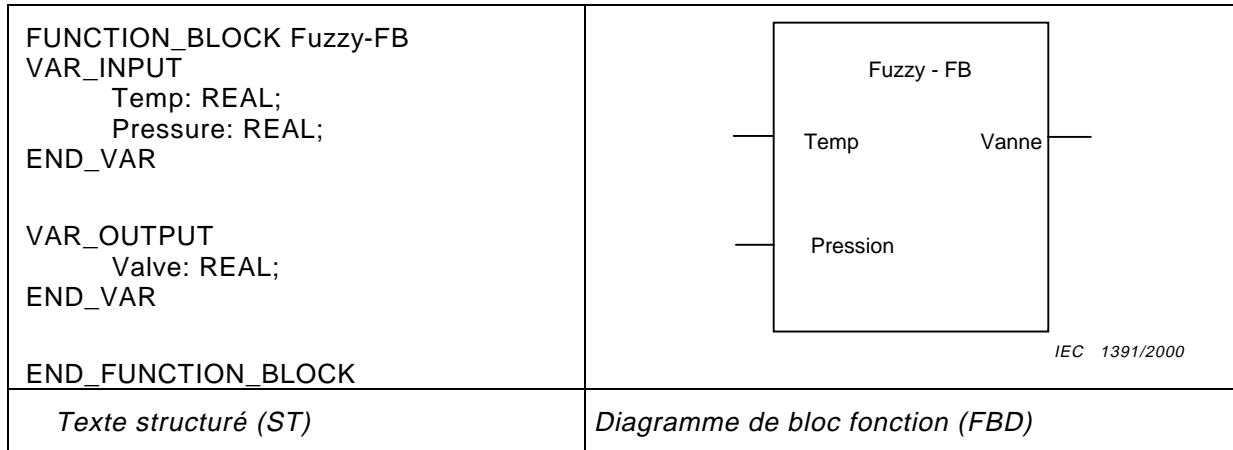 FUNCTION_BLOCK Fuzzy-FB
VAR_INPUT
Temp: REAL;
Pressure: REAL;
END_VAR
VAR_OUTPUT
Valve: REAL;
END_VAR
END_FUNCTION_BLOCK
Fuzzy - FB
Temp Vanne
Pression
IEC 1391/2000
Texte structuré (ST)
Diagramme de bloc fonction (FBD)